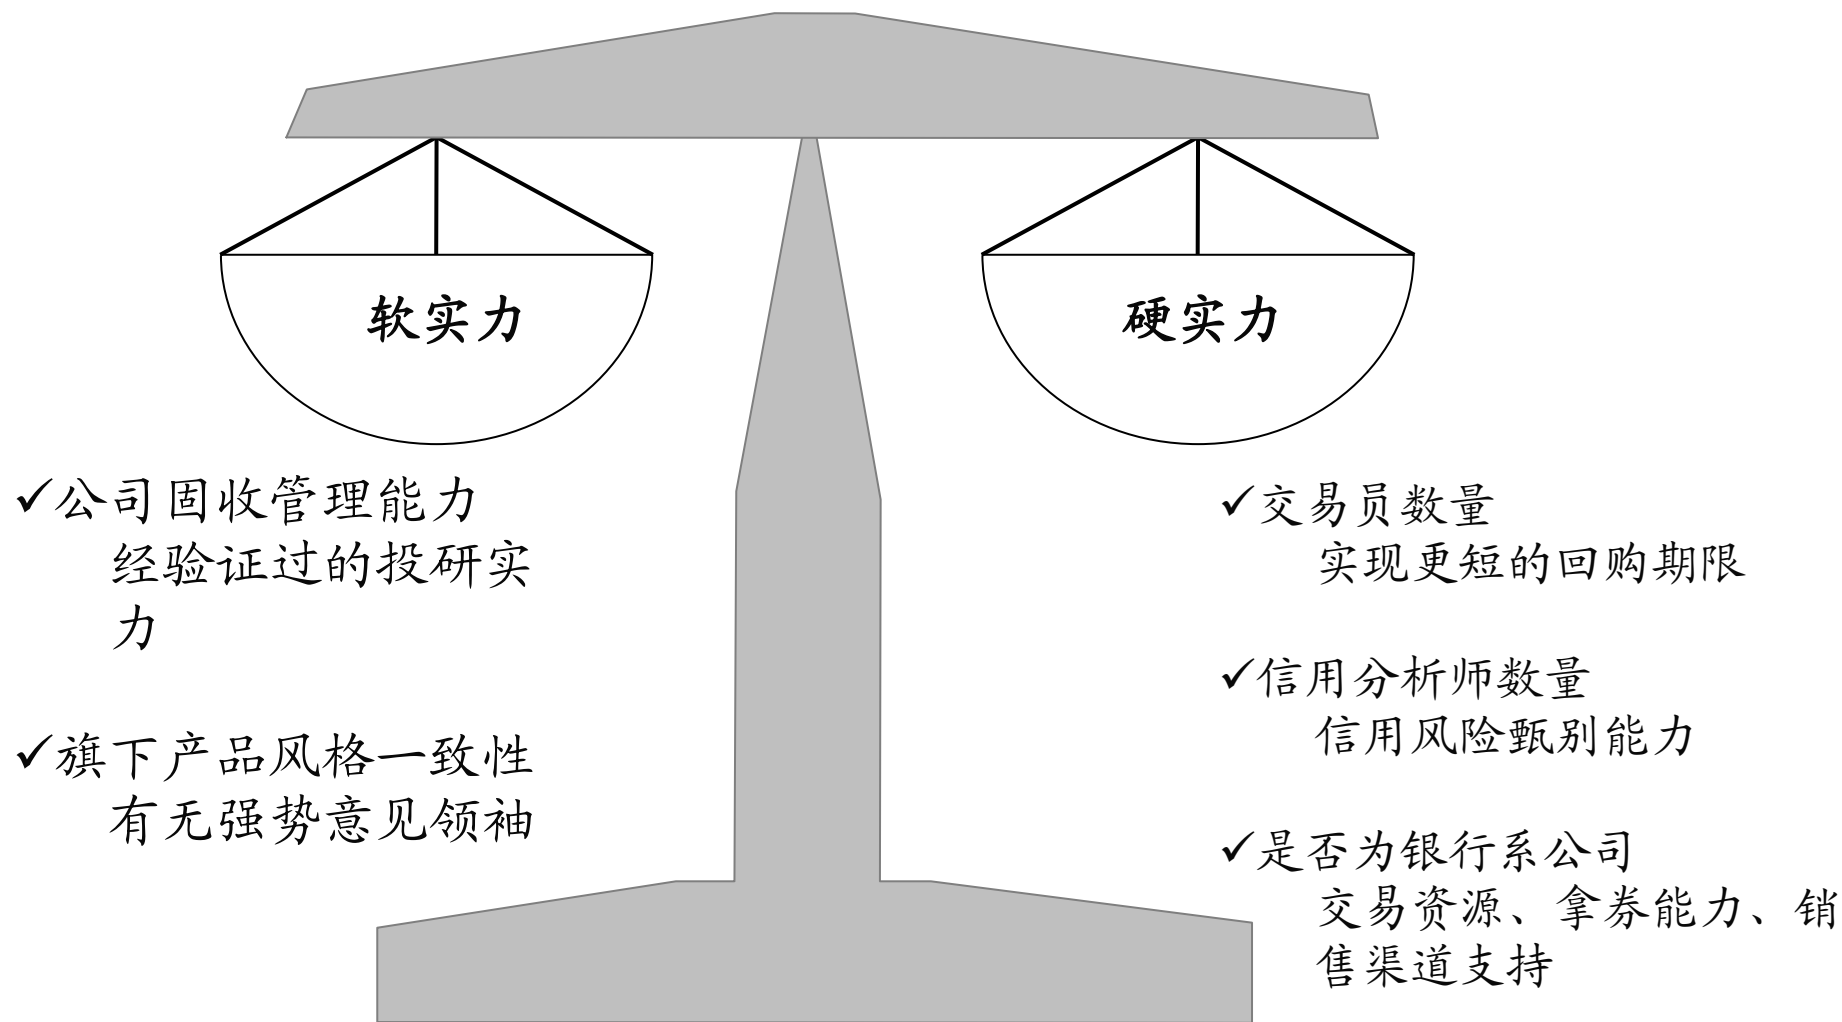 软实力
硬实力
✓公司固收管理能力
经验证过的投研实
力
✓旗下产品风格一致性
有无强势意见领袖
✓交易员数量
实现更短的回购期限
✓信用分析师数量
信用风险甄别能力
✓是否为银行系公司
交易资源、拿券能力、销
售渠道支持